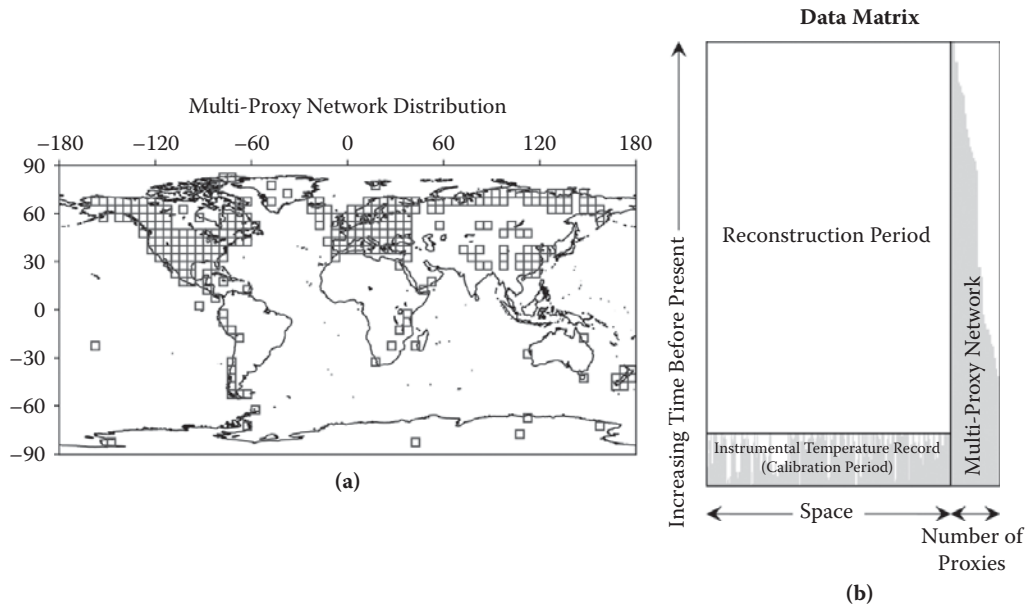 Multi-Proxy Network Distribution
−180 −120 −60 0 60 120 180
90
60
30
0
−30
−60
−90
(a)
Data Matrix
Increasing Time Before Present
Reconstruction Period
Multi-Proxy Network
Instrumental Temperature Record
(Calibration Period)
Space
Number of
Proxies
(b)